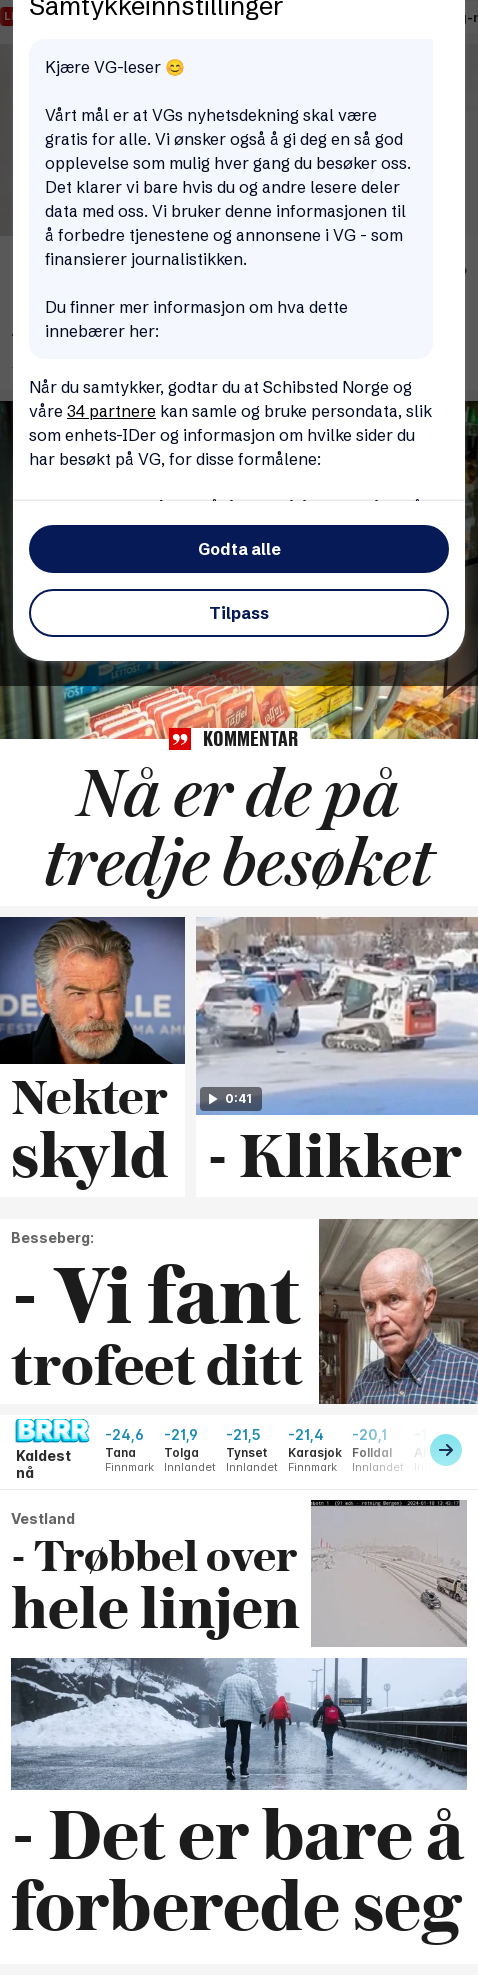 Samtykkeinnstillinger
Kjære VG-leser 😊
Vårt mål er at VGs nyhetsdekning skal være
gratis for alle. Vi ønsker også å gi deg en så god
opplevelse som mulig hver gang du besøker oss.
Det klarer vi bare hvis du og andre lesere deler
data med oss. Vi bruker denne informasjonen til
å forbedre tjenestene og annonsene i VG - som
finansierer journalistikken.
Du finner mer informasjon om hva dette
innebærer her:
Når du samtykker, godtar du at Schibsted Norge og
våre 34 partnere kan samle og bruke persondata, slik
som enhets-IDer og informasjon om hvilke sider du
har besøkt på VG, for disse formålene:
Godta alle
Tilpass
KOMMENTAR
Nå er de på
tredje besøket
Nekter
skyld
0:41
- Klikker
Besseberg:
- Vi fant
trofeet ditt
BRRR
Kaldest
nå
-24,6 -21,9 -21,5 -21,4 -20,1
Tana Tolga Tynset Karasjok Folldal
Finnmark Innlandet Innlandet Finnmark Innlandet
Vestland
- Trøbbel over
hele linjen
- Det er bare å
forberede seg